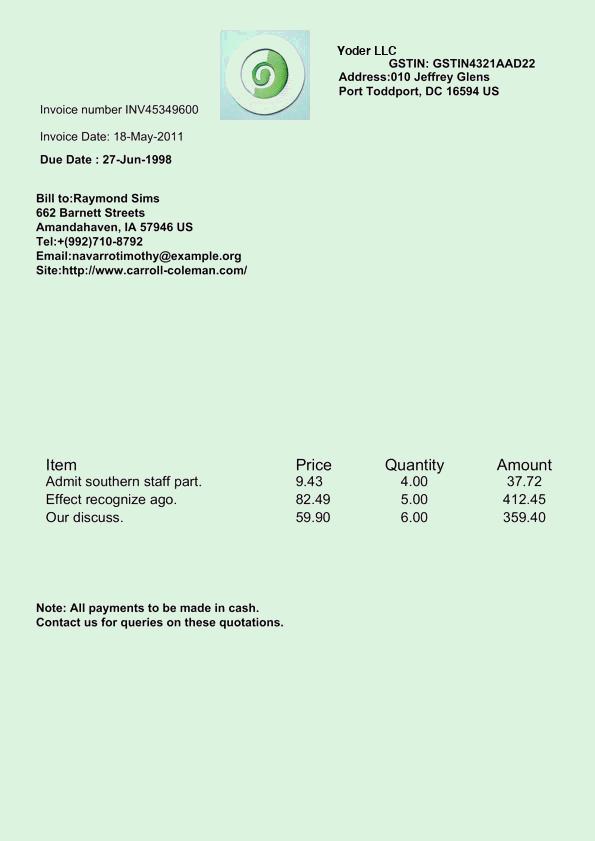 Yoder LLC
GSTIN: GSTIN4321AAD22
Address:010 Jeffrey Glens
Port Toddport, DC 16594 US
Invoice number INV45349600
Invoice Date: 18-May-2011
Due Date : 27-Jun-1998
Bill to:Raymond Sims
662 Barnett Streets
Amandahaven, IA 57946 US
Tel:+(992)710-8792
Email:navarrotimothy@example.org
Site:http://www.carroll-coleman.com/
Item Price Quantity Amount
Admit southern staff part. 9.43 4.00 37.72
Effect recognize ago. 82.49 5.00 412.45
Our discuss. 59.90 6.00 359.40
Note: All payments to be made in cash.
Contact us for queries on these quotations.